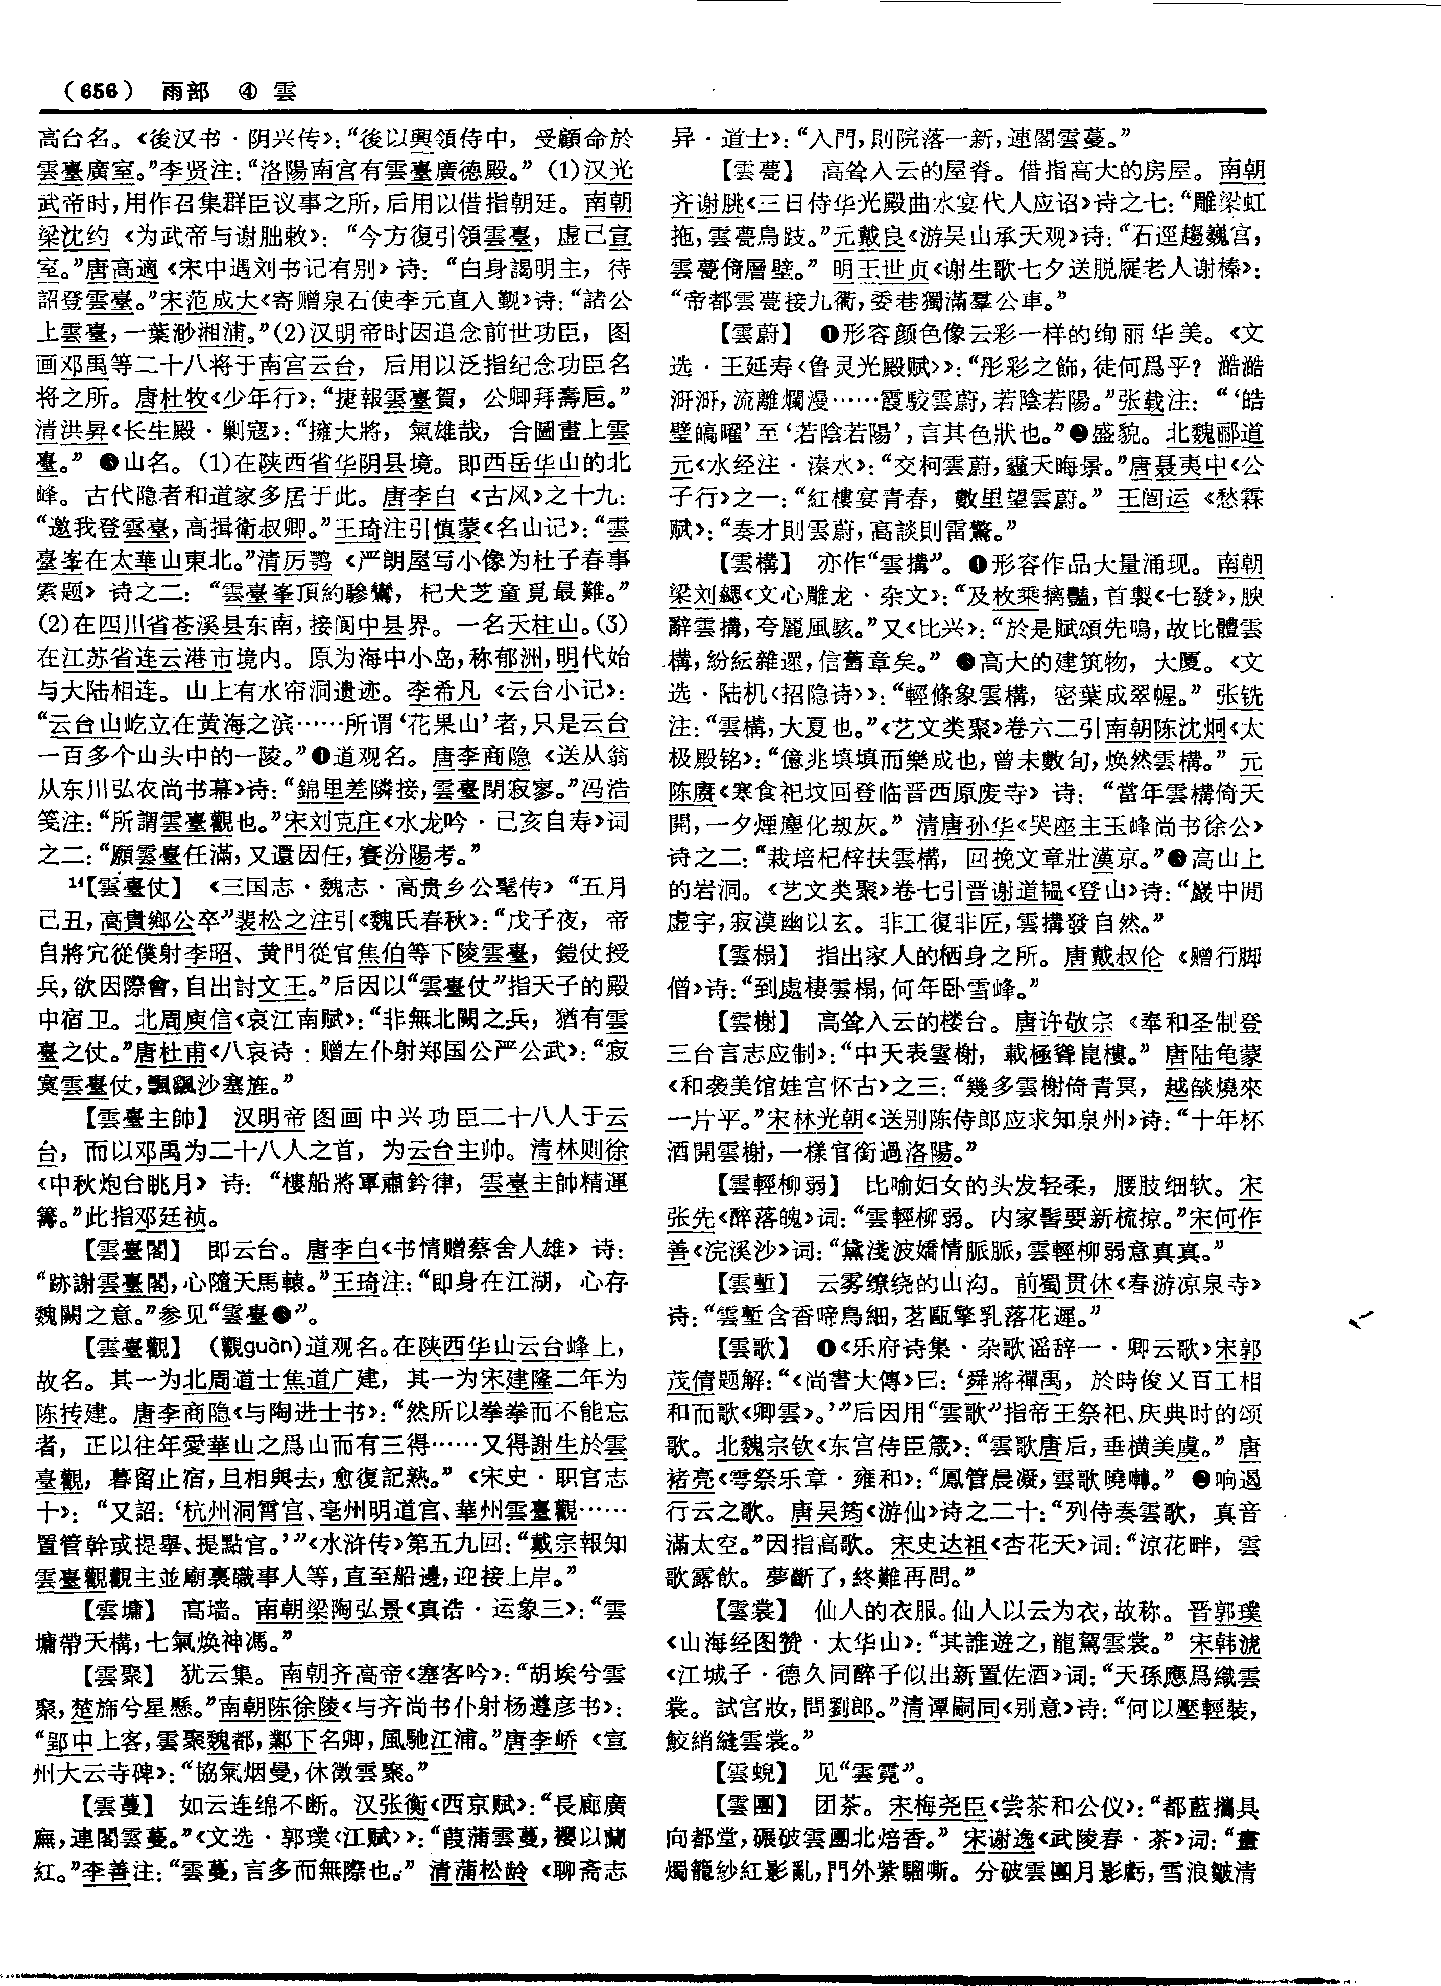 （656） 雨部 ④ 雲
高台名。《後汉书·阴兴传》：“後以興領侍中，受顧命於
雲臺廣室。”李贤注：“洛陽南宫有雲臺廣德殿。”(1)汉光
武帝时，用作召集群臣议事之所，后用以借指朝廷。南朝
梁沈约《为武帝与谢朏敕》：“今方復引領雲臺，虚己宣
室。”唐高適《宋中遇刘书记有别》诗：“白身謁明主，待
詔登雲臺。”宋范成大《寄赠泉石使李元直入觐》诗：“諸公
上雲臺，一葉渺湘浦。”(2)汉明帝时因追念前世功臣，图
画邓禹等二十八将于南宫云台，后用以泛指纪念功臣名
将之所。唐杜牧《少年行》：“捷報雲臺賀，公卿拜壽巵。”
清洪昇《长生殿·剿寇》：“擁大將，氣雄哉，合圖畫上雲
臺。”❸山名。(1)在陕西省华阴县境。即西岳华山的北
峰。古代隐者和道家多居于此。唐李白《古风》之十九：
“邀我登雲臺，高揖衛叔卿。”王琦注引慎蒙《名山记》：“雲
臺峯在太華山東北。”清厉鹗《严朗屋写小像为杜子春事
索题》诗之二：“雲臺峯頂約驂鸞，杞犬芝童覓最難。”
(2)在四川省苍溪县东南，接阆中县界。一名天柱山。(3)
在江苏省连云港市境内。原为海中小岛，称郁洲，明代始
与大陆相连。山上有水帘洞遗迹。李希凡《云台小记》：
“云台山屹立在黄海之滨……所谓‘花果山’者，只是云台
一百多个山头中的一陵。”❹道观名。唐李商隐《送从翁
从东川弘农尚书幕》诗：“錦里差隣接，雲臺閉寂寥。”冯浩
笺注：“所謂雲臺觀也。”宋刘克庄《水龙吟·己亥自寿》词
之二：“願雲臺任滿，又還因任，賽汾陽考。”
¹⁴【雲臺仗】 《三国志·魏志·高贵乡公髦传》“五月
己丑，高貴鄉公卒”裴松之注引《魏氏春秋》：“戊子夜，帝
自將宂從僕射李昭、黄門從官焦伯等下陵雲臺，鎧仗授
兵，欲因際會，自出討文王。”后因以“雲臺仗”指天子的殿
中宿卫。北周庾信《哀江南赋》：“非無北闕之兵，猶有雲
臺之仗。”唐杜甫《八哀诗·赠左仆射郑国公严公武》：“寂
寞雲臺仗，飄颻沙塞旌。”
【雲臺主帥】 汉明帝图画中兴功臣二十八人于云
台，而以邓禹为二十八人之首，为云台主帅。清林则徐
《中秋炮台眺月》诗：“樓船將軍肅鈐律，雲臺主帥精運
籌。”此指邓廷祯。
【雲臺閣】 即云台。唐李白《书情赠蔡舍人雄》诗：
“跡謝雲臺閣，心隨天馬轅。”王琦注：“即身在江湖，心存
魏闕之意。”参见“雲臺❷”。
【雲臺觀】 (觀guàn)道观名。在陕西华山云台峰上，
故名。其一为北周道士焦道广建，其一为宋建隆二年为
陈抟建。唐李商隐《与陶进士书》：“然所以拳拳而不能忘
者，正以往年愛華山之爲山而有三得……又得謝生於雲
臺觀，暮留止宿，旦相與去，愈復記熟。”《宋史·职官志
十》：“又詔：‘杭州洞霄宫、亳州明道宫、華州雲臺觀……
置管幹或提舉、提點官。’”《水浒传》第五九回：“戴宗報知
雲臺觀觀主並廟裏職事人等，直至船邊，迎接上岸。”
【雲墉】 高墙。南朝梁陶弘景《真诰·运象三》：“雲
墉帶天構，七氣焕神馮。”
【雲聚】 犹云集。南朝齐高帝《塞客吟》：“胡埃兮雲
聚，楚旆兮星懸。”南朝陈徐陵《与齐尚书仆射杨遵彦书》：
“郢中上客，雲聚魏都，鄴下名卿，風馳江浦。”唐李峤《宣
州大云寺碑》：“協氣烟曼，休徵雲聚。”
【雲蔓】 如云连绵不断。汉张衡《西京赋》：“長廊廣
廡，連閣雲蔓。”《文选·郭璞〈江赋〉》：“葭蒲雲蔓，櫻以蘭
紅。”李善注：“雲蔓，言多而無際也。”清蒲松龄《聊斋志
异·道士》：“入門，則院落一新，連閣雲蔓。”
【雲甍】 高耸入云的屋脊。借指高大的房屋。南朝
齐谢朓《三日侍华光殿曲水宴代人应诏》诗之七：“雕梁虹
拖，雲甍鳥跂。”元戴良《游吴山承天观》诗：“石逕趨巍宫，
雲甍倚層壁。”明王世贞《谢生歌七夕送脱屣老人谢榛》：
“帝都雲甍接九衢，委巷獨滿羣公車。”
【雲蔚】 ❶形容颜色像云彩一样的绚丽华美。《文
选·王延寿〈鲁灵光殿赋〉》：“彤彩之飾，徒何爲乎？澔澔
涆涆，流離爛漫……霞駮雲蔚，若陰若陽。”张载注：“‘皓
璧皜曜’至‘若陰若陽’，言其色狀也。”❷盛貌。北魏郦道
元《水经注·溱水》：“交柯雲蔚，霾天晦景。”唐聂夷中《公
子行》之一：“紅樓宴青春，數里望雲蔚。”王闿运《愁霖
赋》：“奏才則雲蔚，高談則雷驚。”
【雲構】 亦作“雲搆”。❶形容作品大量涌现。南朝
梁刘勰《文心雕龙·杂文》：“及枚乘摛豔，首製《七發》，腴
辭雲搆，夸麗風駭。”又《比兴》：“於是賦頌先鳴，故比體雲
構，紛紜雜遝，信舊章矣。”❷高大的建筑物，大厦。《文
选·陆机〈招隐诗〉》：“輕條象雲構，密葉成翠幄。”张铣
注：“雲構，大夏也。”《艺文类聚》卷六二引南朝陈沈炯《太
极殿铭》：“億兆填填而樂成也，曾未數旬，焕然雲構。”元
陈赓《寒食祀坟回登临晋西原废寺》诗：“當年雲構倚天
開，一夕煙塵化刼灰。”清唐孙华《哭座主玉峰尚书徐公》
诗之二：“栽培杞梓扶雲構，回挽文章壯漢京。”❸高山上
的岩洞。《艺文类聚》卷七引晋谢道韫《登山》诗：“巖中閒
虚宇，寂漠幽以玄。非工復非匠，雲搆發自然。”
【雲榻】 指出家人的栖身之所。唐戴叔伦《赠行脚
僧》诗：“到處棲雲榻，何年卧雪峰。”
【雲榭】 高耸入云的楼台。唐许敬宗《奉和圣制登
三台言志应制》：“中天表雲榭，載極聳崑樓。”唐陆龟蒙
《和袭美馆娃宫怀古》之三：“幾多雲榭倚青冥，越燄燒來
一片平。”宋林光朝《送别陈侍郎应求知泉州》诗：“十年杯
酒開雲榭，一樣官銜過洛陽。”
【雲輕柳弱】 比喻妇女的头发轻柔，腰肢细软。宋
张先《醉落魄》词：“雲輕柳弱。内家髻要新梳掠。”宋何作
善《浣溪沙》词：“黛淺波嬌情脈脈，雲輕柳弱意真真。”
【雲塹】 云雾缭绕的山沟。前蜀贯休《春游凉泉寺》
诗：“雲塹含香啼鳥細，茗甌擎乳落花遲。”
【雲歌】 ❶《乐府诗集·杂歌谣辞一·卿云歌》宋郭
茂倩题解：“《尚書大傳》曰：‘舜將禪禹，於時俊乂百工相
和而歌《卿雲》。’”后因用“雲歌”指帝王祭祀、庆典时的颂
歌。北魏宗钦《东宫侍臣箴》：“雲歌唐后，垂横美虞。”唐
褚亮《雩祭乐章·雍和》：“鳳管晨凝，雲歌曉囀。”❷响遏
行云之歌。唐吴筠《游仙》诗之二十：“列侍奏雲歌，真音
滿太空。”因指高歌。宋史达祖《杏花天》词：“涼花畔，雲
歌露飲。夢斷了，終難再問。”
【雲裳】 仙人的衣服。仙人以云为衣，故称。晋郭璞
《山海经图赞·太华山》：“其誰遊之，龍駕雲裳。”宋韩淲
《江城子·德久同醉子似出新置佐酒》词：“天孫應爲織雲
裳。試宫妝，問劉郎。”清谭嗣同《别意》诗：“何以壓輕裝，
鮫綃縫雲裳。”
【雲蜺】 见“雲霓”。
【雲團】 团茶。宋梅尧臣《尝茶和公仪》：“都藍攜具
向都堂，碾破雲團北焙香。”宋谢逸《武陵春·茶》词：“畫
燭籠紗紅影亂，門外紫騮嘶。分破雲團月影虧，雪浪皺清